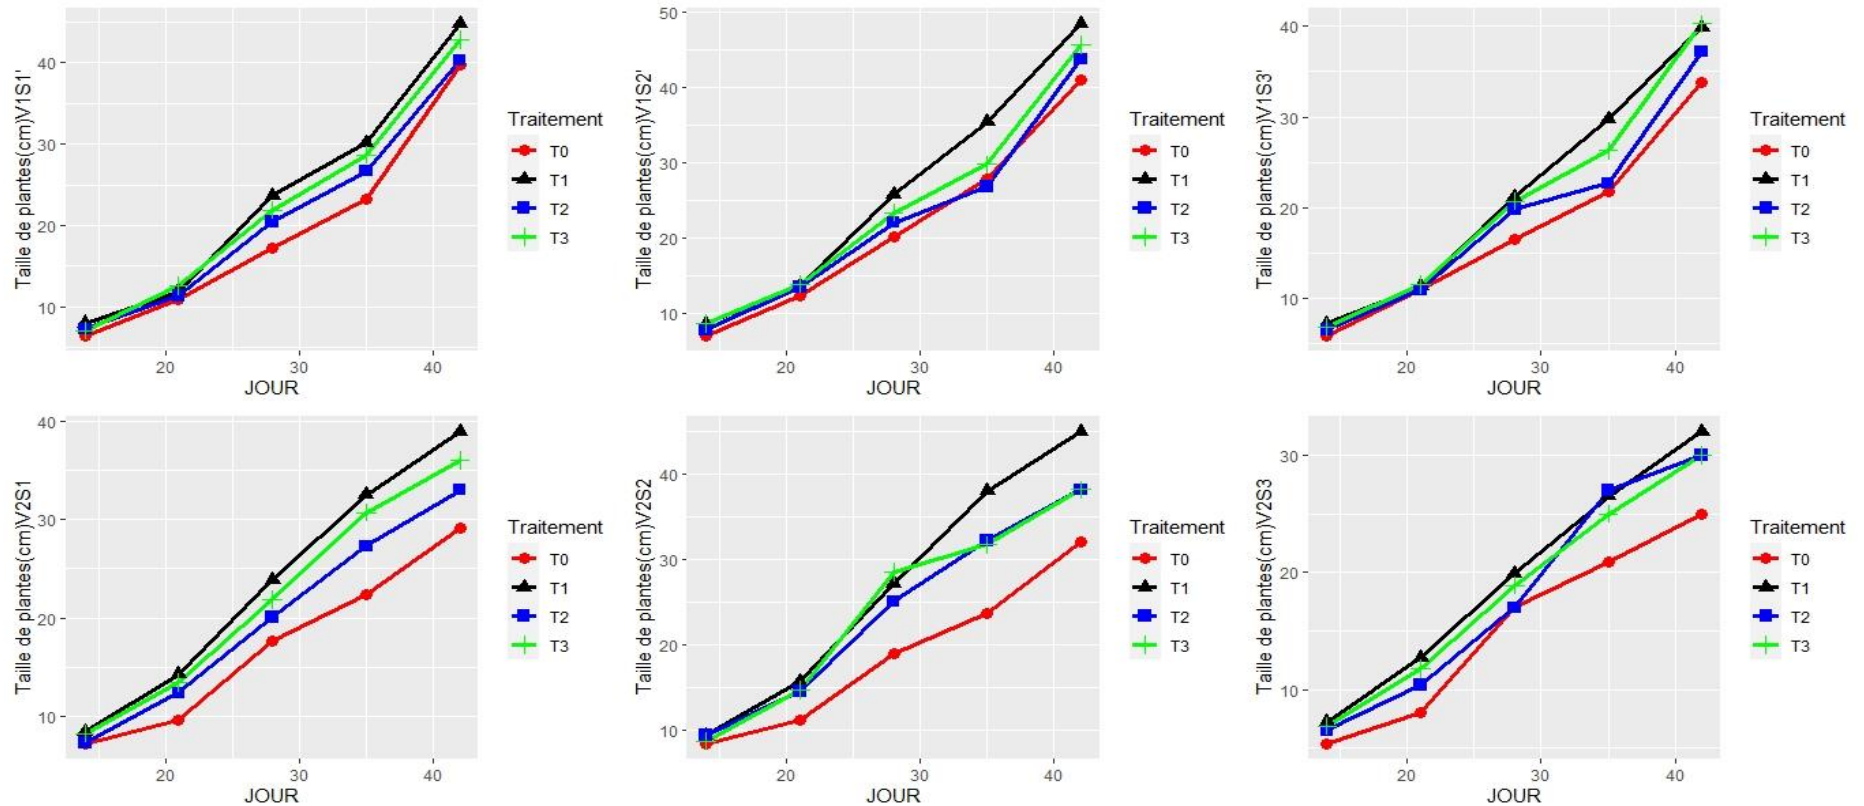 Taille de plantes(cm)V1S1'
40
30
20
10
20 30 40
JOUR
Traitement
T0
T1
T2
T3
Taille de plantes(cm)V1S2'
50
40
30
20
10
20 30 40
JOUR
Traitement
T0
T1
T2
T3
Taille de plantes(cm)V1S3'
40
30
20
10
20 30 40
JOUR
Traitement
T0
T1
T2
T3
Taille de plantes(cm)V2S1
40
30
20
10
20 30 40
JOUR
Traitement
T0
T1
T2
T3
Taille de plantes(cm)V2S2
40
30
20
10
20 30 40
JOUR
Traitement
T0
T1
T2
T3
Taille de plantes(cm)V2S3
30
20
10
20 30 40
JOUR
Traitement
T0
T1
T2
T3